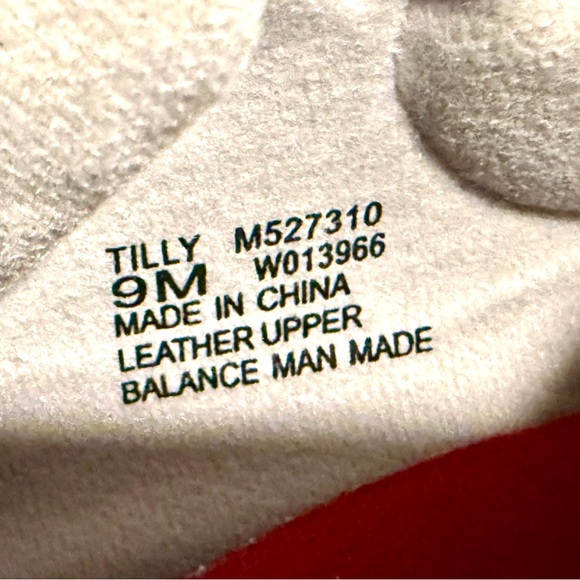 TILLY M527310
9M W013966
MADE IN CHINA
LEATHER UPPER
BALANCE MAN MADE